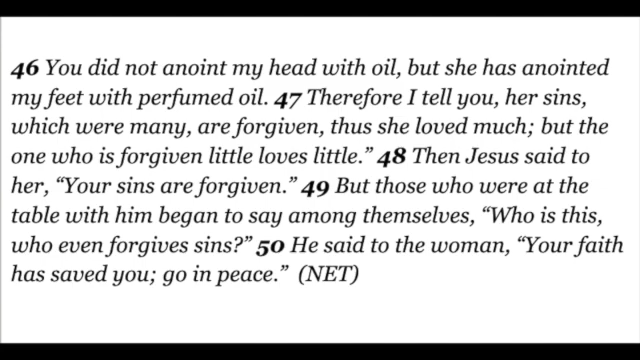 46 You did not anoint my head with oil, but she has anointed
my feet with perfumed oil. 47 Therefore I tell you, her sins,
which were many, are forgiven, thus she loved much; but the
one who is forgiven little loves little.” 48 Then Jesus said to
her, “Your sins are forgiven.” 49 But those who were at the
table with him began to say among themselves, “Who is this,
who even forgives sins?” 50 He said to the woman, “Your faith
has saved you; go in peace.” (NET)